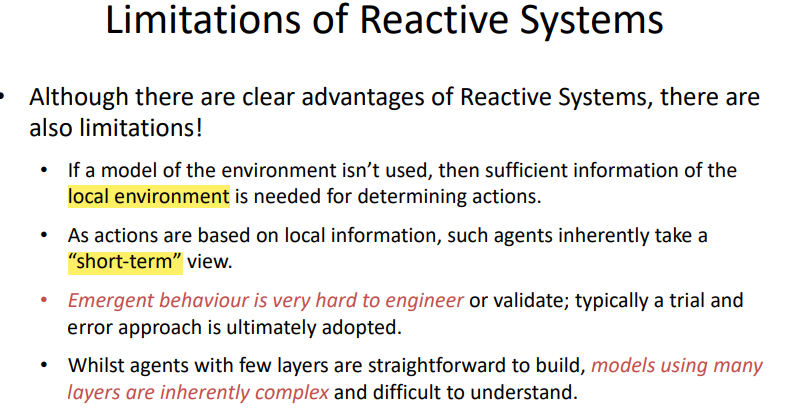 Limitations of Reactive Systems
• Although there are clear advantages of Reactive Systems, there are
also limitations!
• If a model of the environment isn’t used, then sufficient information of the
local environment is needed for determining actions.
• As actions are based on local information, such agents inherently take a
“short-term” view.
• Emergent behaviour is very hard to engineer or validate; typically a trial and
error approach is ultimately adopted.
• Whilst agents with few layers are straightforward to build, models using many
layers are inherently complex and difficult to understand.